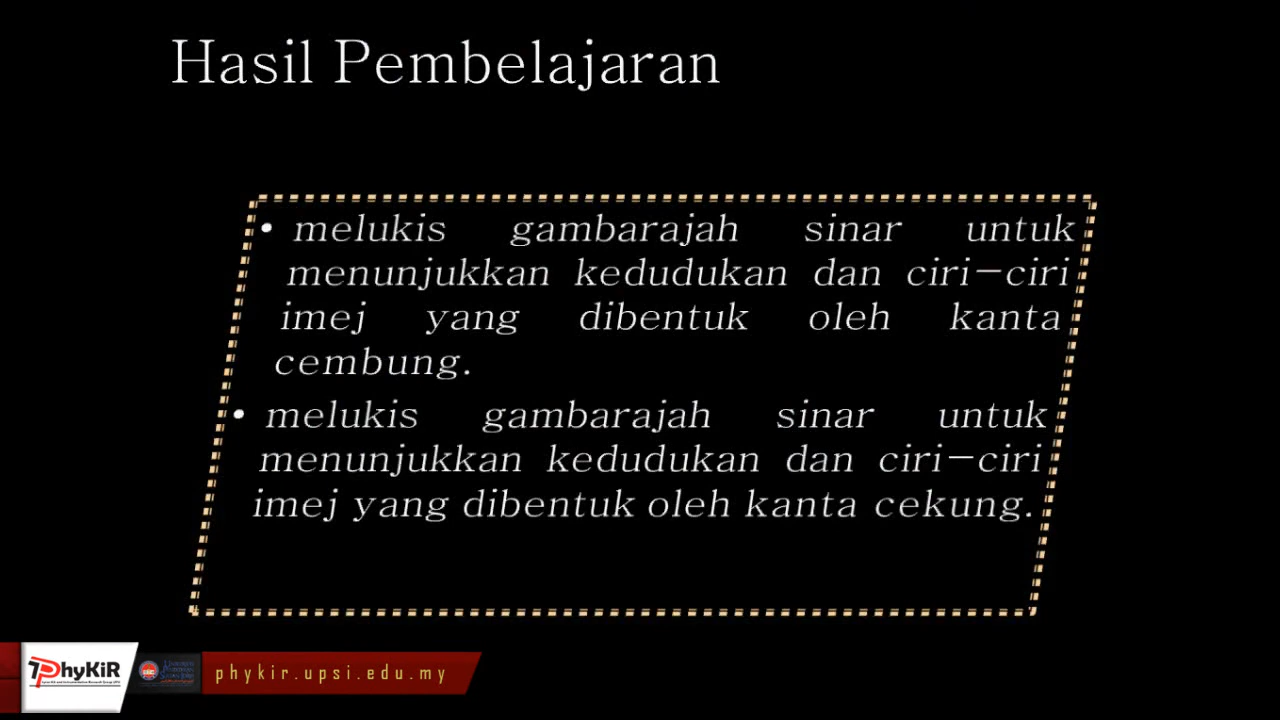 Hasil Pembelajaran
• melukis gambarajah sinar untuk
menunjukkan kedudukan dan ciri-ciri
imej yang dibentuk oleh kanta
cembung.
• melukis gambarajah sinar untuk
menunjukkan kedudukan dan ciri-ciri
imej yang dibentuk oleh kanta cekung.
PhyKiR
phykir.upsi.edu.my